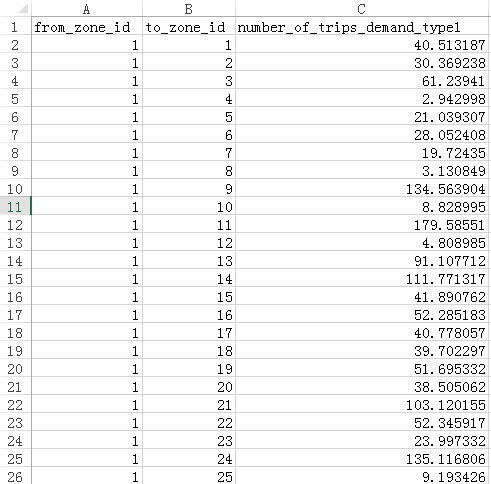 A B C
1 from_zone_id to_zone_id number_of_trips_demand_type1
2 1 1 40.513187
3 1 2 30.369238
4 1 3 61.23941
5 1 4 2.942998
6 1 5 21.039307
7 1 6 28.052408
8 1 7 19.72435
9 1 8 3.130849
10 1 9 134.563904
11 1 10 8.828995
12 1 11 179.58551
13 1 12 4.808985
14 1 13 91.107712
15 1 14 111.771317
16 1 15 41.890762
17 1 16 52.285183
18 1 17 40.778057
19 1 18 39.702297
20 1 19 51.695332
21 1 20 38.505062
22 1 21 103.120155
23 1 22 52.345917
24 1 23 23.997332
25 1 24 135.116806
26 1 25 9.193426